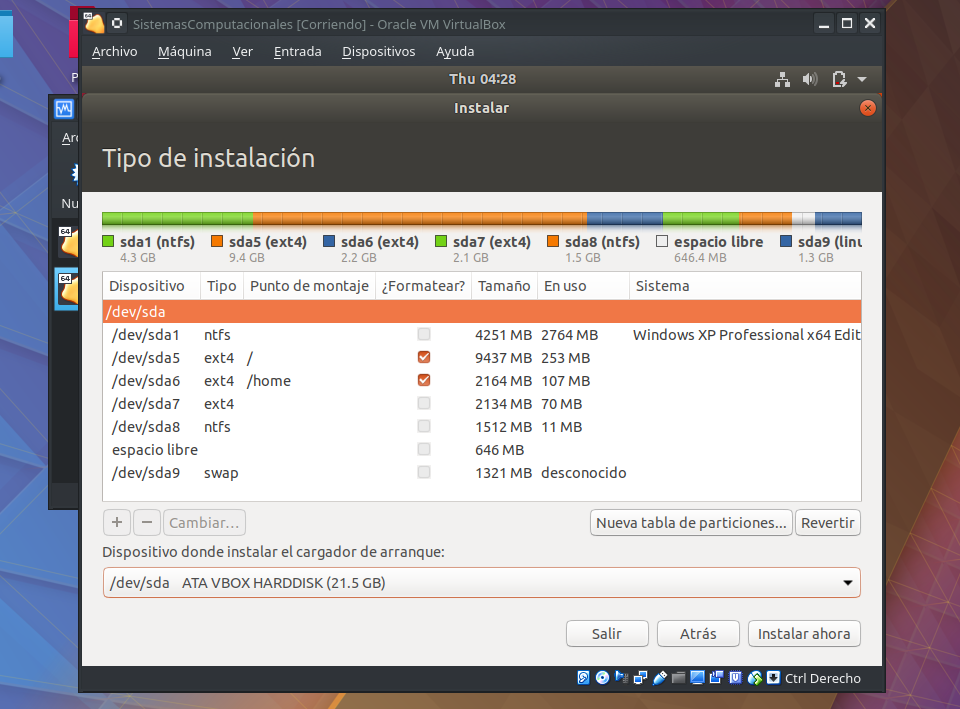 SistemasComputacionales [Corriendo] - Oracle VM VirtualBox
Archivo Máquina Ver Entrada Dispositivos Ayuda
P
Thu 04:28
Instalar
Arc
Tipo de instalación
Nu
64
64
64
sda1 (ntfs) sda5 (ext4) sda6 (ext4) sda7 (ext4) sda8 (ntfs) espacio libre sda9 (linu
4.3 GB 9.4 GB 2.2 GB 2.1 GB 1.5 GB 646.4 MB 1.3 GB
Dispositivo Tipo Punto de montaje ¿Formatear? Tamaño En uso Sistema
/dev/sda
/dev/sda1 ntfs 4251 MB 2764 MB Windows XP Professional x64 Edit
/dev/sda5 ext4 / 9437 MB 253 MB
/dev/sda6 ext4 /home 2164 MB 107 MB
/dev/sda7 ext4 2134 MB 70 MB
/dev/sda8 ntfs 1512 MB 11 MB
espacio libre 646 MB
/dev/sda9 swap 1321 MB desconocido
+ − Cambiar... Nueva tabla de particiones... Revertir
Dispositivo donde instalar el cargador de arranque:
/dev/sda ATA VBOX HARDDISK (21.5 GB)
Salir Atrás Instalar ahora
Ctrl Derecho